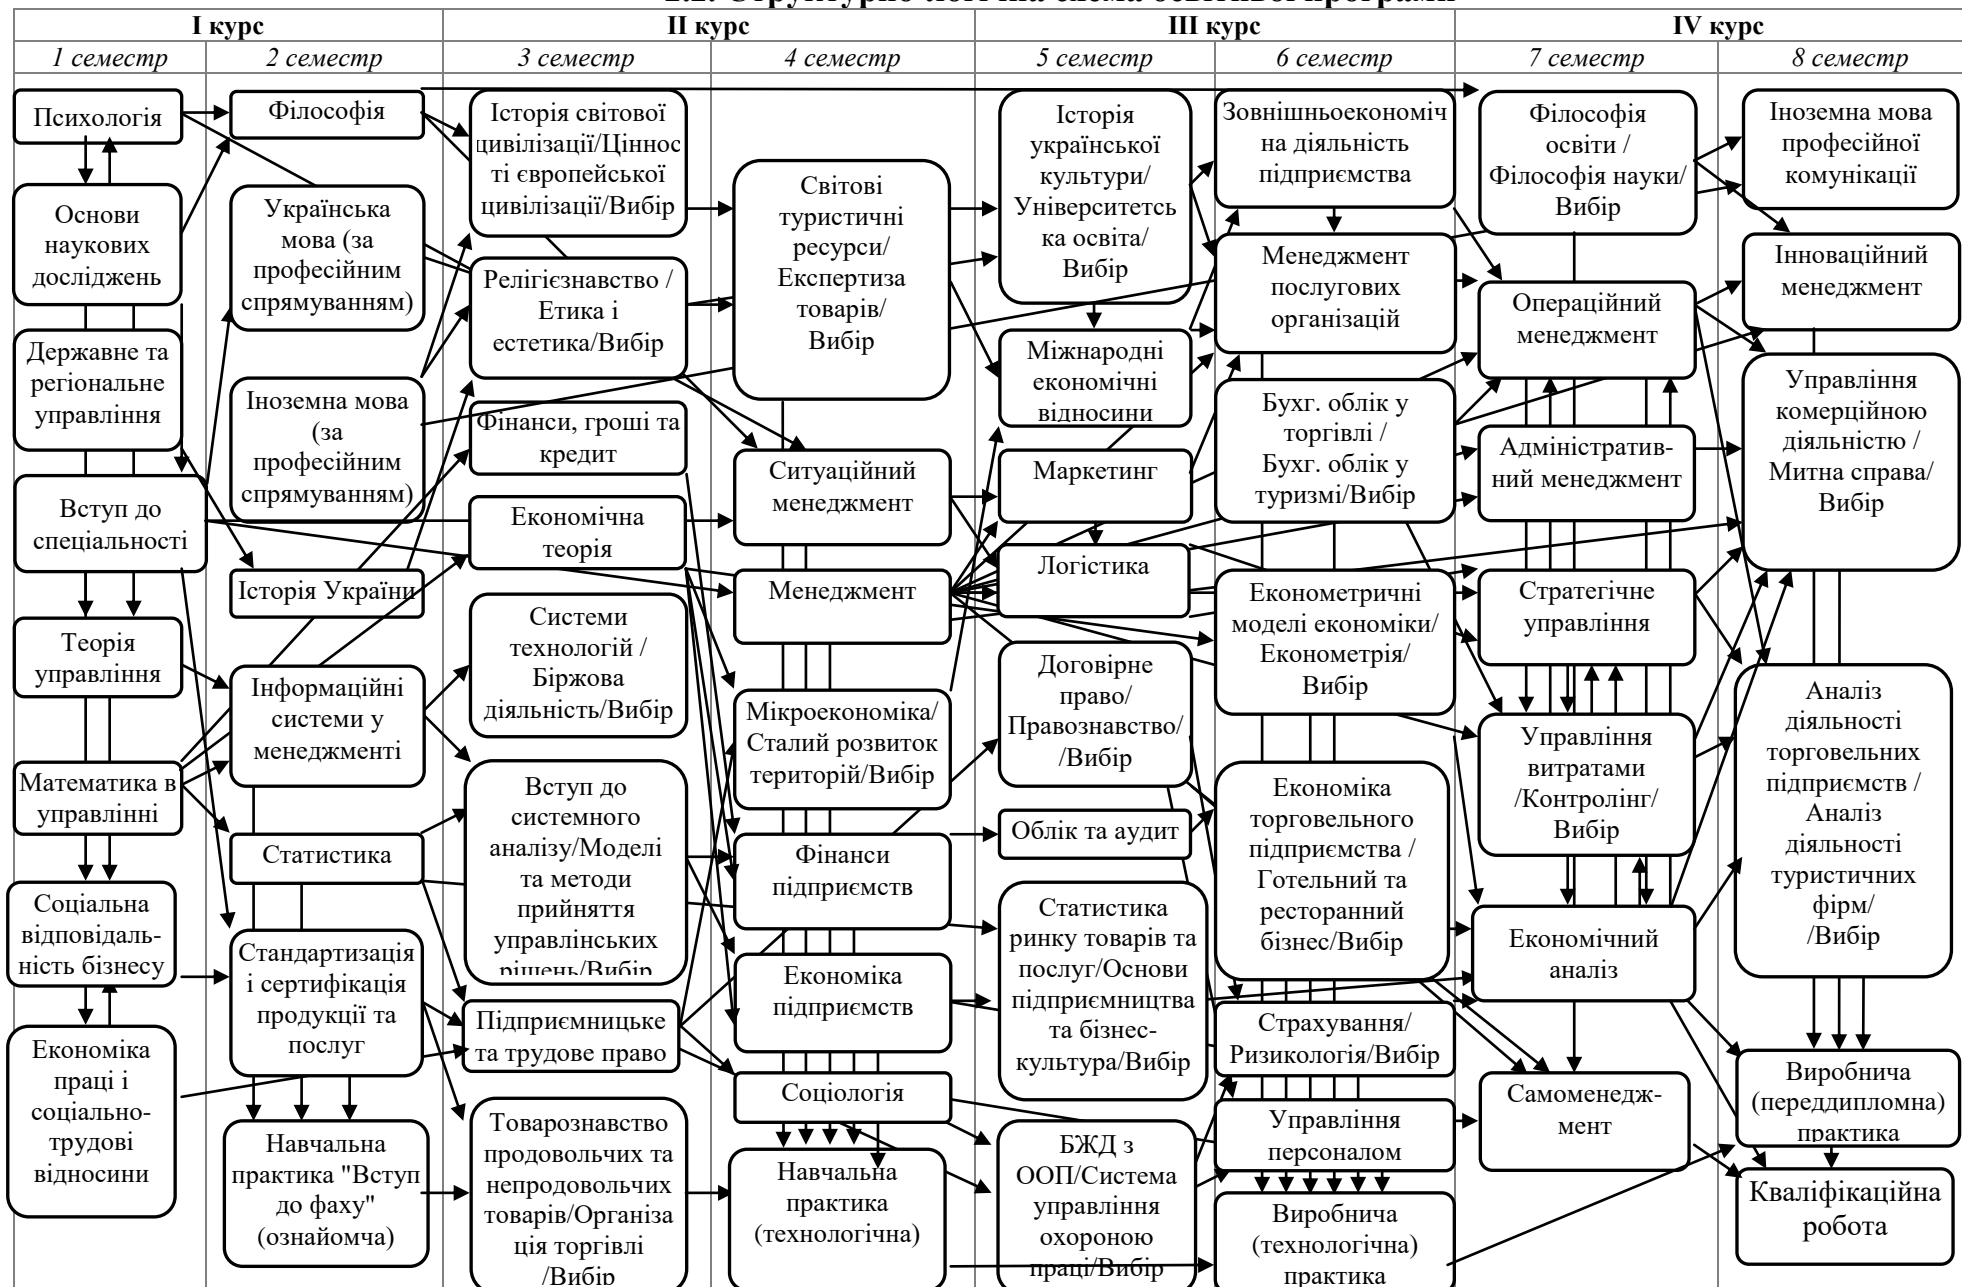 2.2. Структурно-логічна схема освітньої програми
І курс
ІІ курс
ІІІ курс
IV курс
1 семестр
2 семестр
3 семестр
4 семестр
5 семестр
6 семестр
7 семестр
8 семестр
Психологія
Основи
наукових
досліджень
Державне та
регіональне
управління
Вступ до
спеціальності
Теорія
управління
Математика в
управлінні
Соціальна
відповідаль-
ність бізнесу
Економіка
праці і
соціально-
трудові
відносини
Філософія
Українська
мова (за
професійним
спрямуванням)
Іноземна мова
(за
професійним
спрямуванням)
Історія України
Інформаційні
системи у
менеджменті
Статистика
Стандартизація
і сертифікація
продукції та
послуг
Навчальна
практика "Вступ
до фаху"
(ознайомча)
Історія світової
цивілізації/Ціннос
ті європейської
цивілізації/Вибір
Релігієзнавство /
Етика і
естетика/Вибір
Фінанси, гроші та
кредит
Економічна
теорія
Системи
технологій /
Біржова
діяльність/Вибір
Вступ до
системного
аналізу/Моделі
та методи
прийняття
управлінських
рішень/Вибір
Підприємницьке
та трудове право
Товарознавство
продовольчих та
непродовольчих
товарів/Організа
ція торгівлі
/Вибір
Світові
туристичні
ресурси/
Експертиза
товарів/
Вибір
Ситуаційний
менеджмент
Менеджмент
Мікроекономіка/
Сталий розвиток
територій/Вибір
Фінанси
підприємств
Економіка
підприємств
Соціологія
Навчальна
практика
(технологічна)
Історія
української
культури/
Університетсь
ка освіта/
Вибір
Міжнародні
економічні
відносини
Маркетинг
Логістика
Договірне
право/
Правознавство/
/Вибір
Облік та аудит
Статистика
ринку товарів та
послуг/Основи
підприємництва
та бізнес-
культура/Вибір
БЖД з
ООП/Система
управління
охороною
праці/Вибір
Зовнішньоекономіч
на діяльність
підприємства
Менеджмент
послугових
організацій
Бухг. облік у
торгівлі /
Бухг. облік у
туризмі/Вибір
Економетричні
моделі економіки/
Економетрія/
Вибір
Економіка
торговельного
підприємства /
Готельний та
ресторанний
бізнес/Вибір
Страхування/
Ризикологія/Вибір
Управління
персоналом
Виробнича
(технологічна)
практика
Філософія
освіти /
Філософія науки/
Вибір
Операційний
менеджмент
Адміністратив-
ний менеджмент
Стратегічне
управління
Управління
витратами
/Контролінг/
Вибір
Економічний
аналіз
Самоменедж-
мент
Іноземна мова
професійної
комунікації
Інноваційний
менеджмент
Управління
комерційною
діяльністю /
Митна справа/
Вибір
Аналіз
діяльності
торговельних
підприємств /
Аналіз
діяльності
туристичних
фірм/
/Вибір
Виробнича
(переддипломна)
практика
Кваліфікаційна
робота